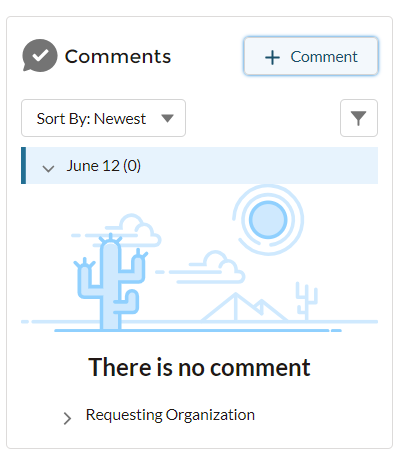 Comments
+ Comment
Sort By: Newest
June 12 (0)
There is no comment
Requesting Organization